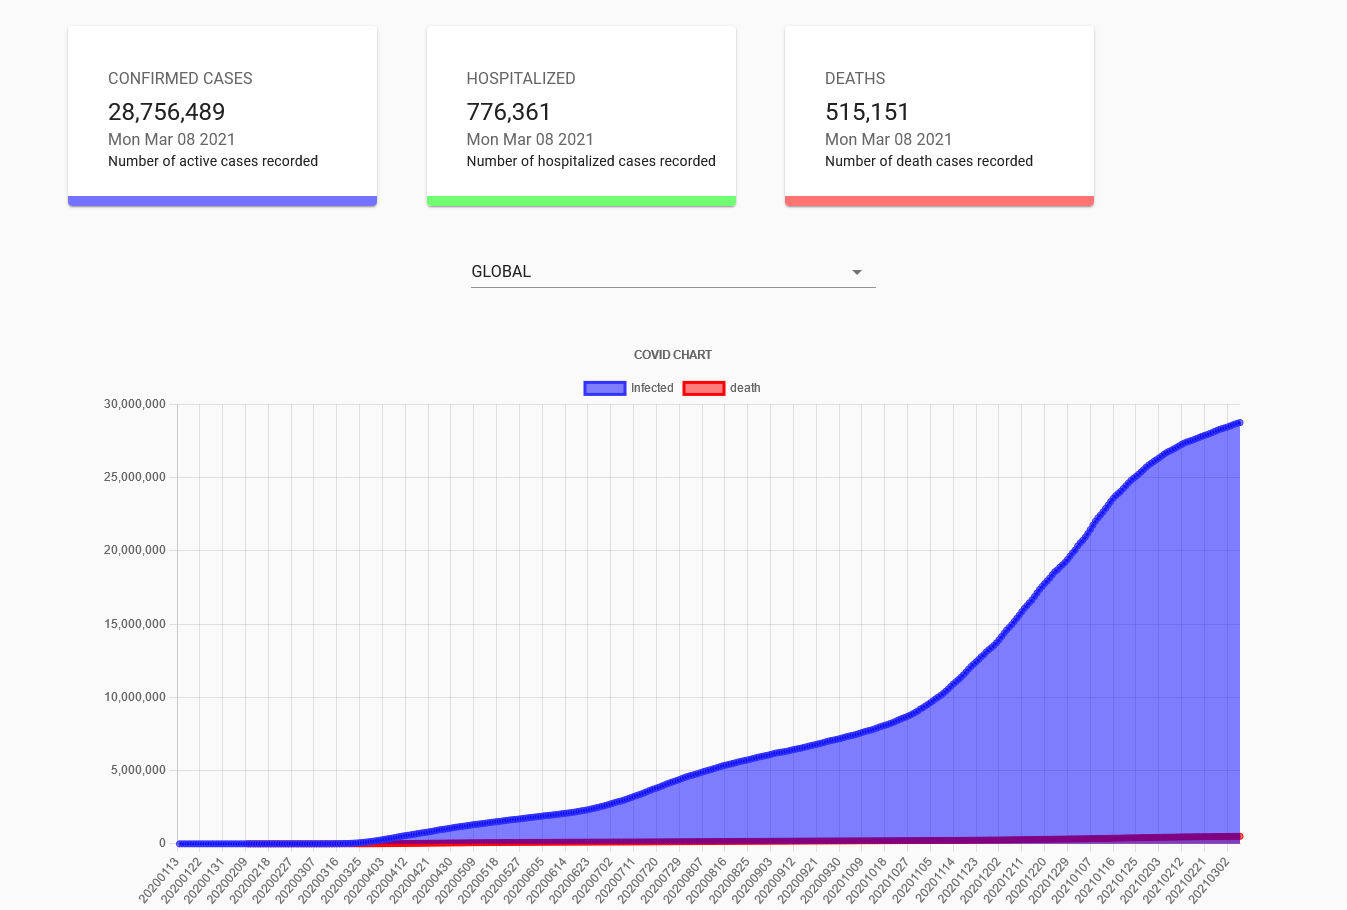 CONFIRMED CASES
28,756,489
Mon Mar 08 2021
Number of active cases recorded
HOSPITALIZED
776,361
Mon Mar 08 2021
Number of hospitalized cases recorded
DEATHS
515,151
Mon Mar 08 2021
Number of death cases recorded
GLOBAL
COVID CHART
Infected death
30,000,000
25,000,000
20,000,000
15,000,000
10,000,000
5,000,000
0
20200113 20200122 20200131 20200209 20200218 20200227 20200307 20200316 20200325 20200403 20200412 20200421 20200430 20200509 20200518 20200527 20200605 20200614 20200623 20200702 20200711 20200720 20200729 20200807 20200816 20200825 20200903 20200912 20200921 20200930 20201009 20201018 20201027 20201105 20201114 20201123 20201202 20201211 20201220 20201229 20210107 20210116 20210125 20210203 20210212 20210221 20210302